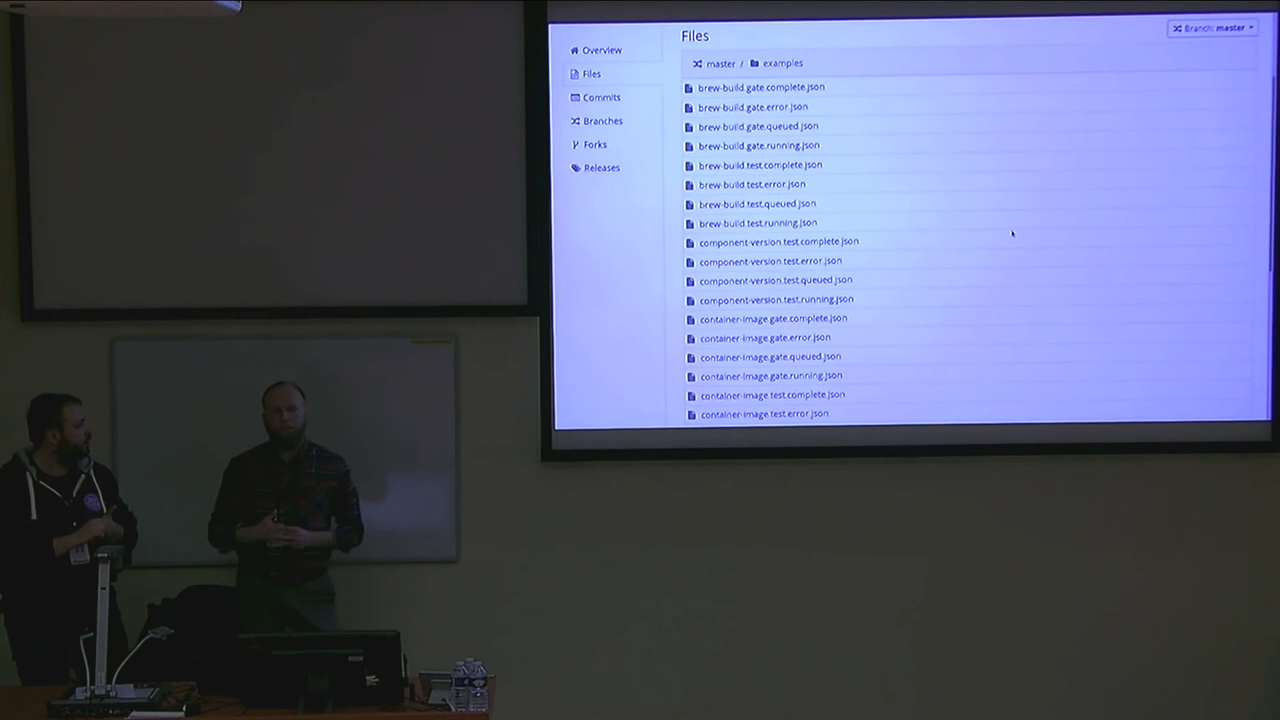 Files
Branch: master
Overview
Files
Commits
Branches
Forks
Releases
master / examples
brew-build.gate.complete.json
brew-build.gate.error.json
brew-build.gate.queued.json
brew-build.gate.running.json
brew-build.test.complete.json
brew-build.test.error.json
brew-build.test.queued.json
brew-build.test.running.json
component-version.test.complete.json
component-version.test.error.json
component-version.test.queued.json
component-version.test.running.json
container-image.gate.complete.json
container-image.gate.error.json
container-image.gate.queued.json
container-image.gate.running.json
container-image.test.complete.json
container-image.test.error.json